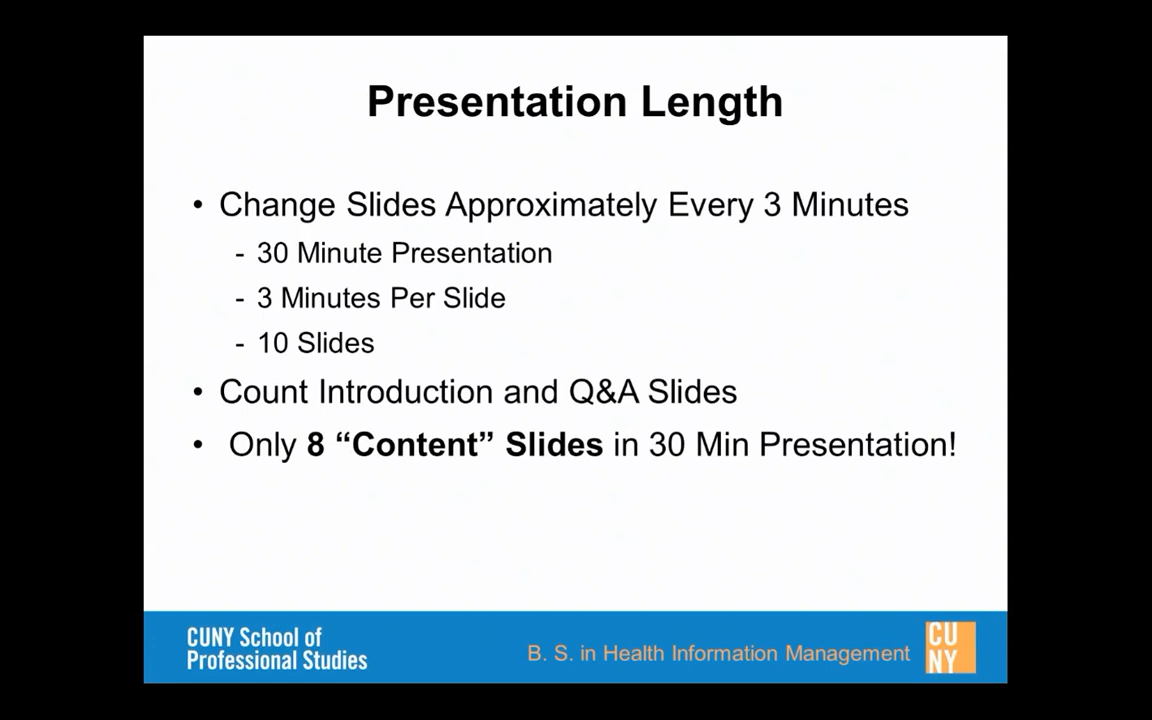 Presentation Length
• Change Slides Approximately Every 3 Minutes
- 30 Minute Presentation
- 3 Minutes Per Slide
- 10 Slides
• Count Introduction and Q&A Slides
• Only 8 “Content” Slides in 30 Min Presentation!
CUNY School of
Professional Studies
B. S. in Health Information Management
CU
NY